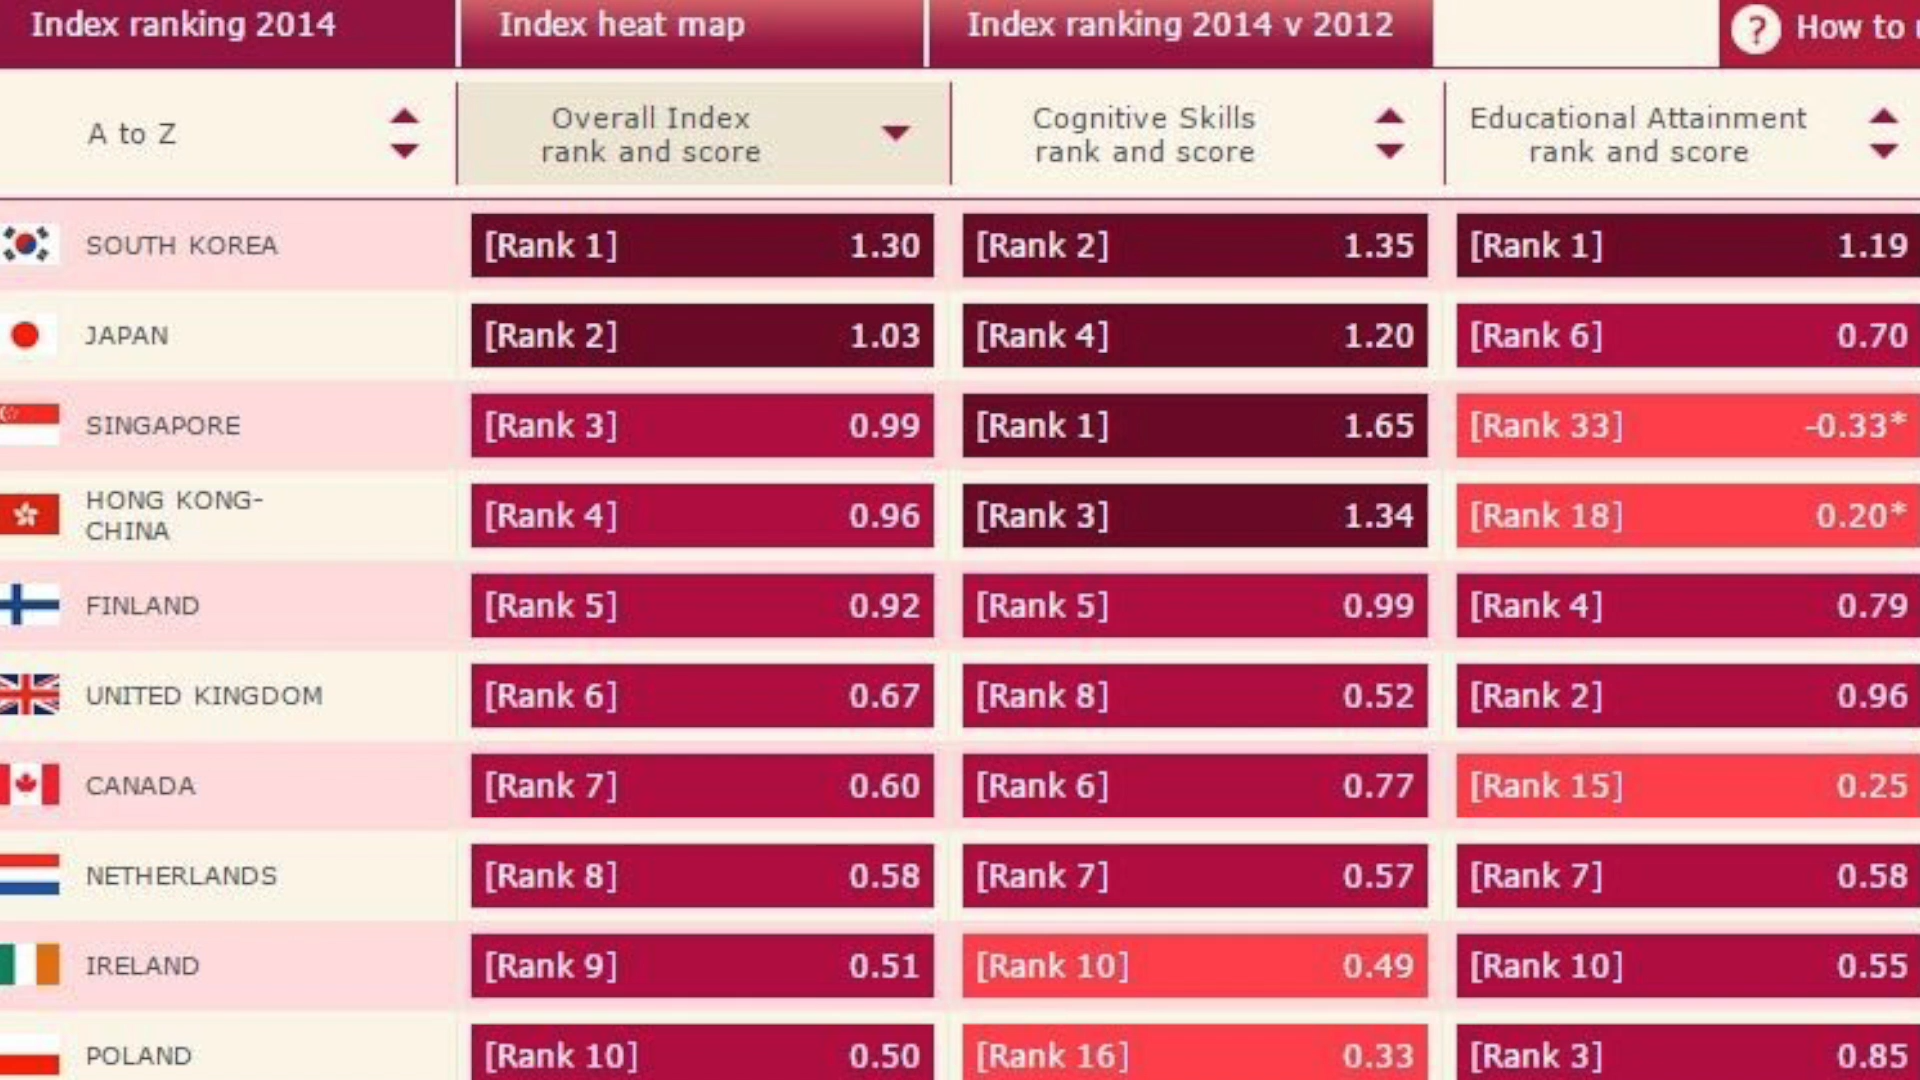 Index ranking 2014 Index heat map Index ranking 2014 v 2012 ? How to
A to Z
Overall Index
rank and score
Cognitive Skills
rank and score
Educational Attainment
rank and score
SOUTH KOREA [Rank 1] 1.30 [Rank 2] 1.35 [Rank 1] 1.19
JAPAN [Rank 2] 1.03 [Rank 4] 1.20 [Rank 6] 0.70
SINGAPORE [Rank 3] 0.99 [Rank 1] 1.65 [Rank 33] -0.33*
HONG KONG-
CHINA [Rank 4] 0.96 [Rank 3] 1.34 [Rank 18] 0.20*
FINLAND [Rank 5] 0.92 [Rank 5] 0.99 [Rank 4] 0.79
UNITED KINGDOM [Rank 6] 0.67 [Rank 8] 0.52 [Rank 2] 0.96
CANADA [Rank 7] 0.60 [Rank 6] 0.77 [Rank 15] 0.25
NETHERLANDS [Rank 8] 0.58 [Rank 7] 0.57 [Rank 7] 0.58
IRELAND [Rank 9] 0.51 [Rank 10] 0.49 [Rank 10] 0.55
POLAND [Rank 10] 0.50 [Rank 16] 0.33 [Rank 3] 0.85